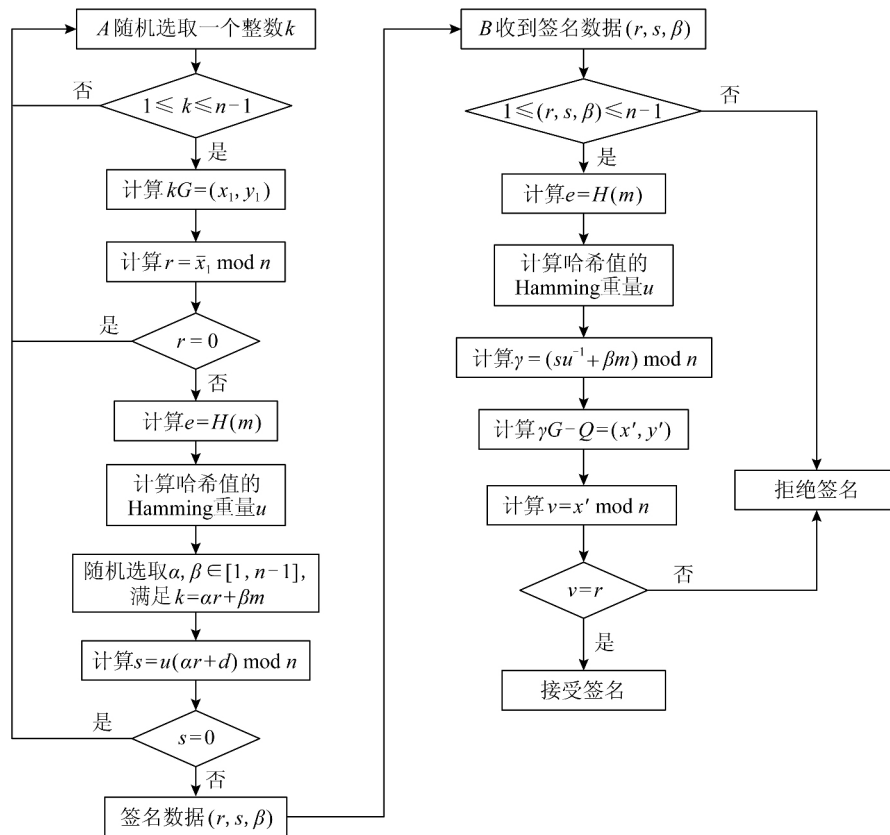 A随机选取一个整数k
否
1≤ k≤n−1
是
计算kG=(x₁, y₁)
计算r = x̄₁ mod n
是
r = 0
否
计算e=H(m)
计算哈希值的
Hamming重量u
随机选取α, β∈[1, n−1],
满足k=αr+βm
计算s=u(αr+d) mod n
是
s=0
否
签名数据(r, s, β)
B收到签名数据(r, s, β)
否
1≤(r, s, β)≤n−1
是
计算e=H(m)
计算哈希值的
Hamming重量u
计算γ = (su⁻¹+βm) mod n
计算γG−Q=(x′, y′)
拒绝签名
计算v=x′ mod n
否
v=r
是
接受签名